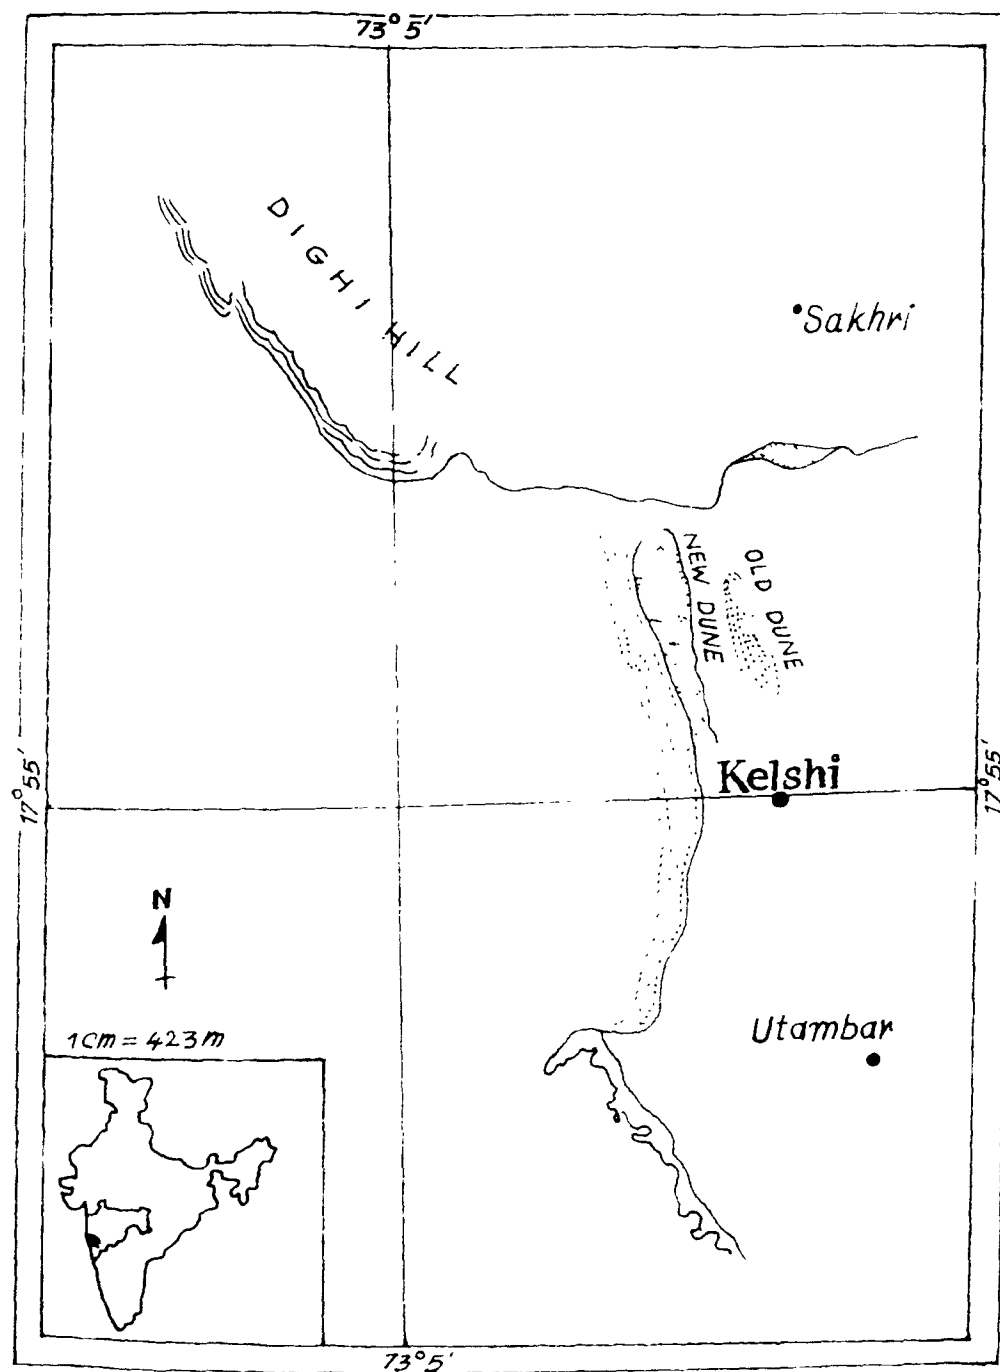 73° 5'
DIGHI HILL
Sakhri
NEW DUNE
OLD DUNE
17° 55'
Kelshi
17° 55'
N
1cm = 423m
Utambar
73° 5'